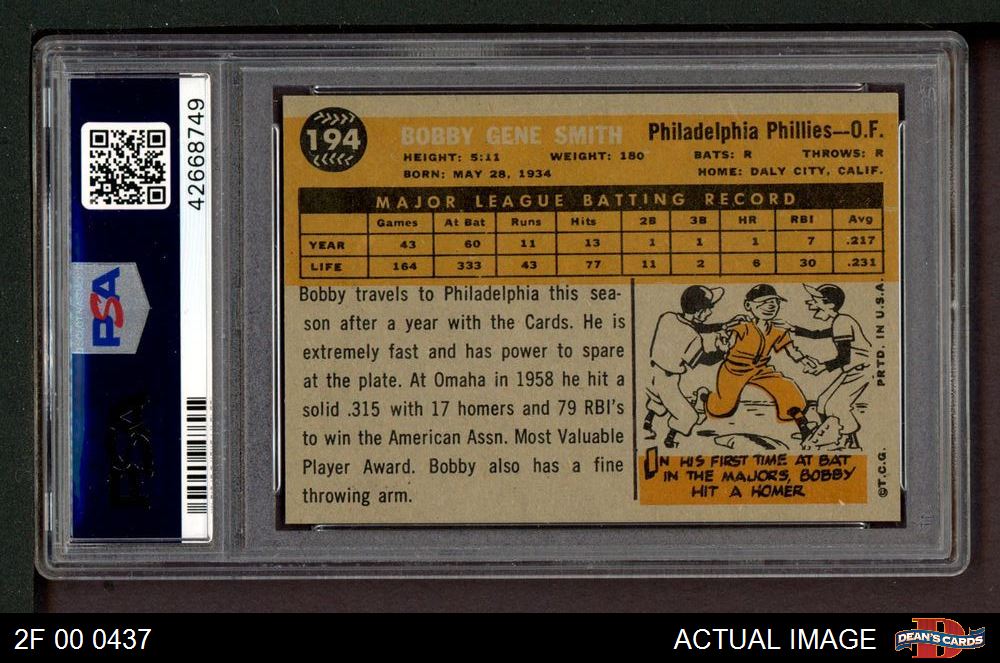 42668749
PSA
PSA
194
BOBBY GENE SMITH Philadelphia Phillies—O.F.
HEIGHT: 5:11 WEIGHT: 180 BATS: R THROWS: R
BORN: MAY 28, 1934 HOME: DALY CITY, CALIF.
MAJOR LEAGUE BATTING RECORD
Games At Bat Runs Hits 2B 3B HR RBI Avg
YEAR 43 60 11 13 1 1 1 7 .217
LIFE 164 333 43 77 11 2 6 30 .231
Bobby travels to Philadelphia this sea-
son after a year with the Cards. He is
extremely fast and has power to spare
at the plate. At Omaha in 1958 he hit a
solid .315 with 17 homers and 79 RBI's
to win the American Assn. Most Valuable
Player Award. Bobby also has a fine
throwing arm.
IN HIS FIRST TIME AT BAT
IN THE MAJORS, BOBBY
HIT A HOMER
©T.C.G. PRTD. IN U.S.A.
2F 00 0437
ACTUAL IMAGE
DEAN'S CARDS